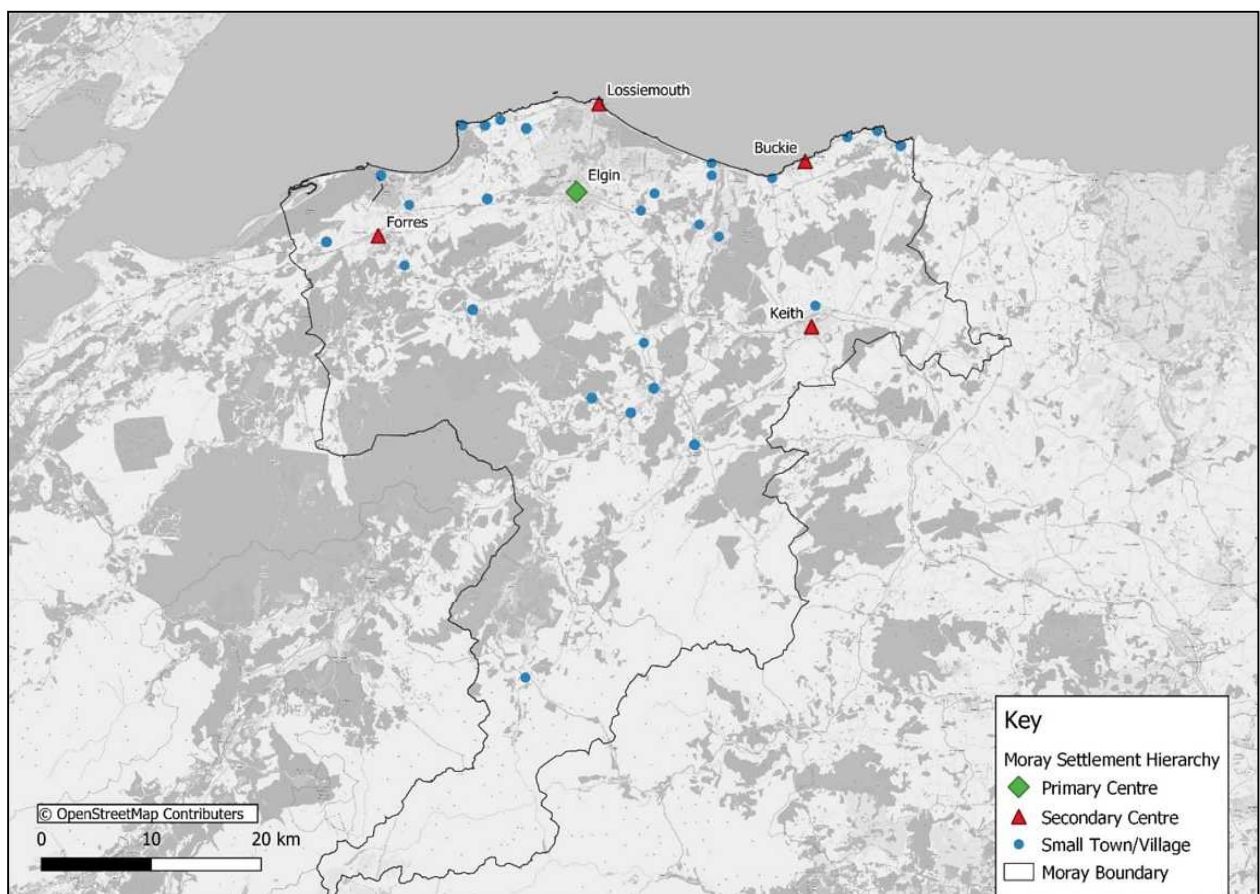 Lossiemouth
Buckie
Elgin
Forres
Keith
Key
Moray Settlement Hierarchy
Primary Centre
Secondary Centre
Small Town/Village
Moray Boundary
© OpenStreetMap Contributers
0 10 20 km